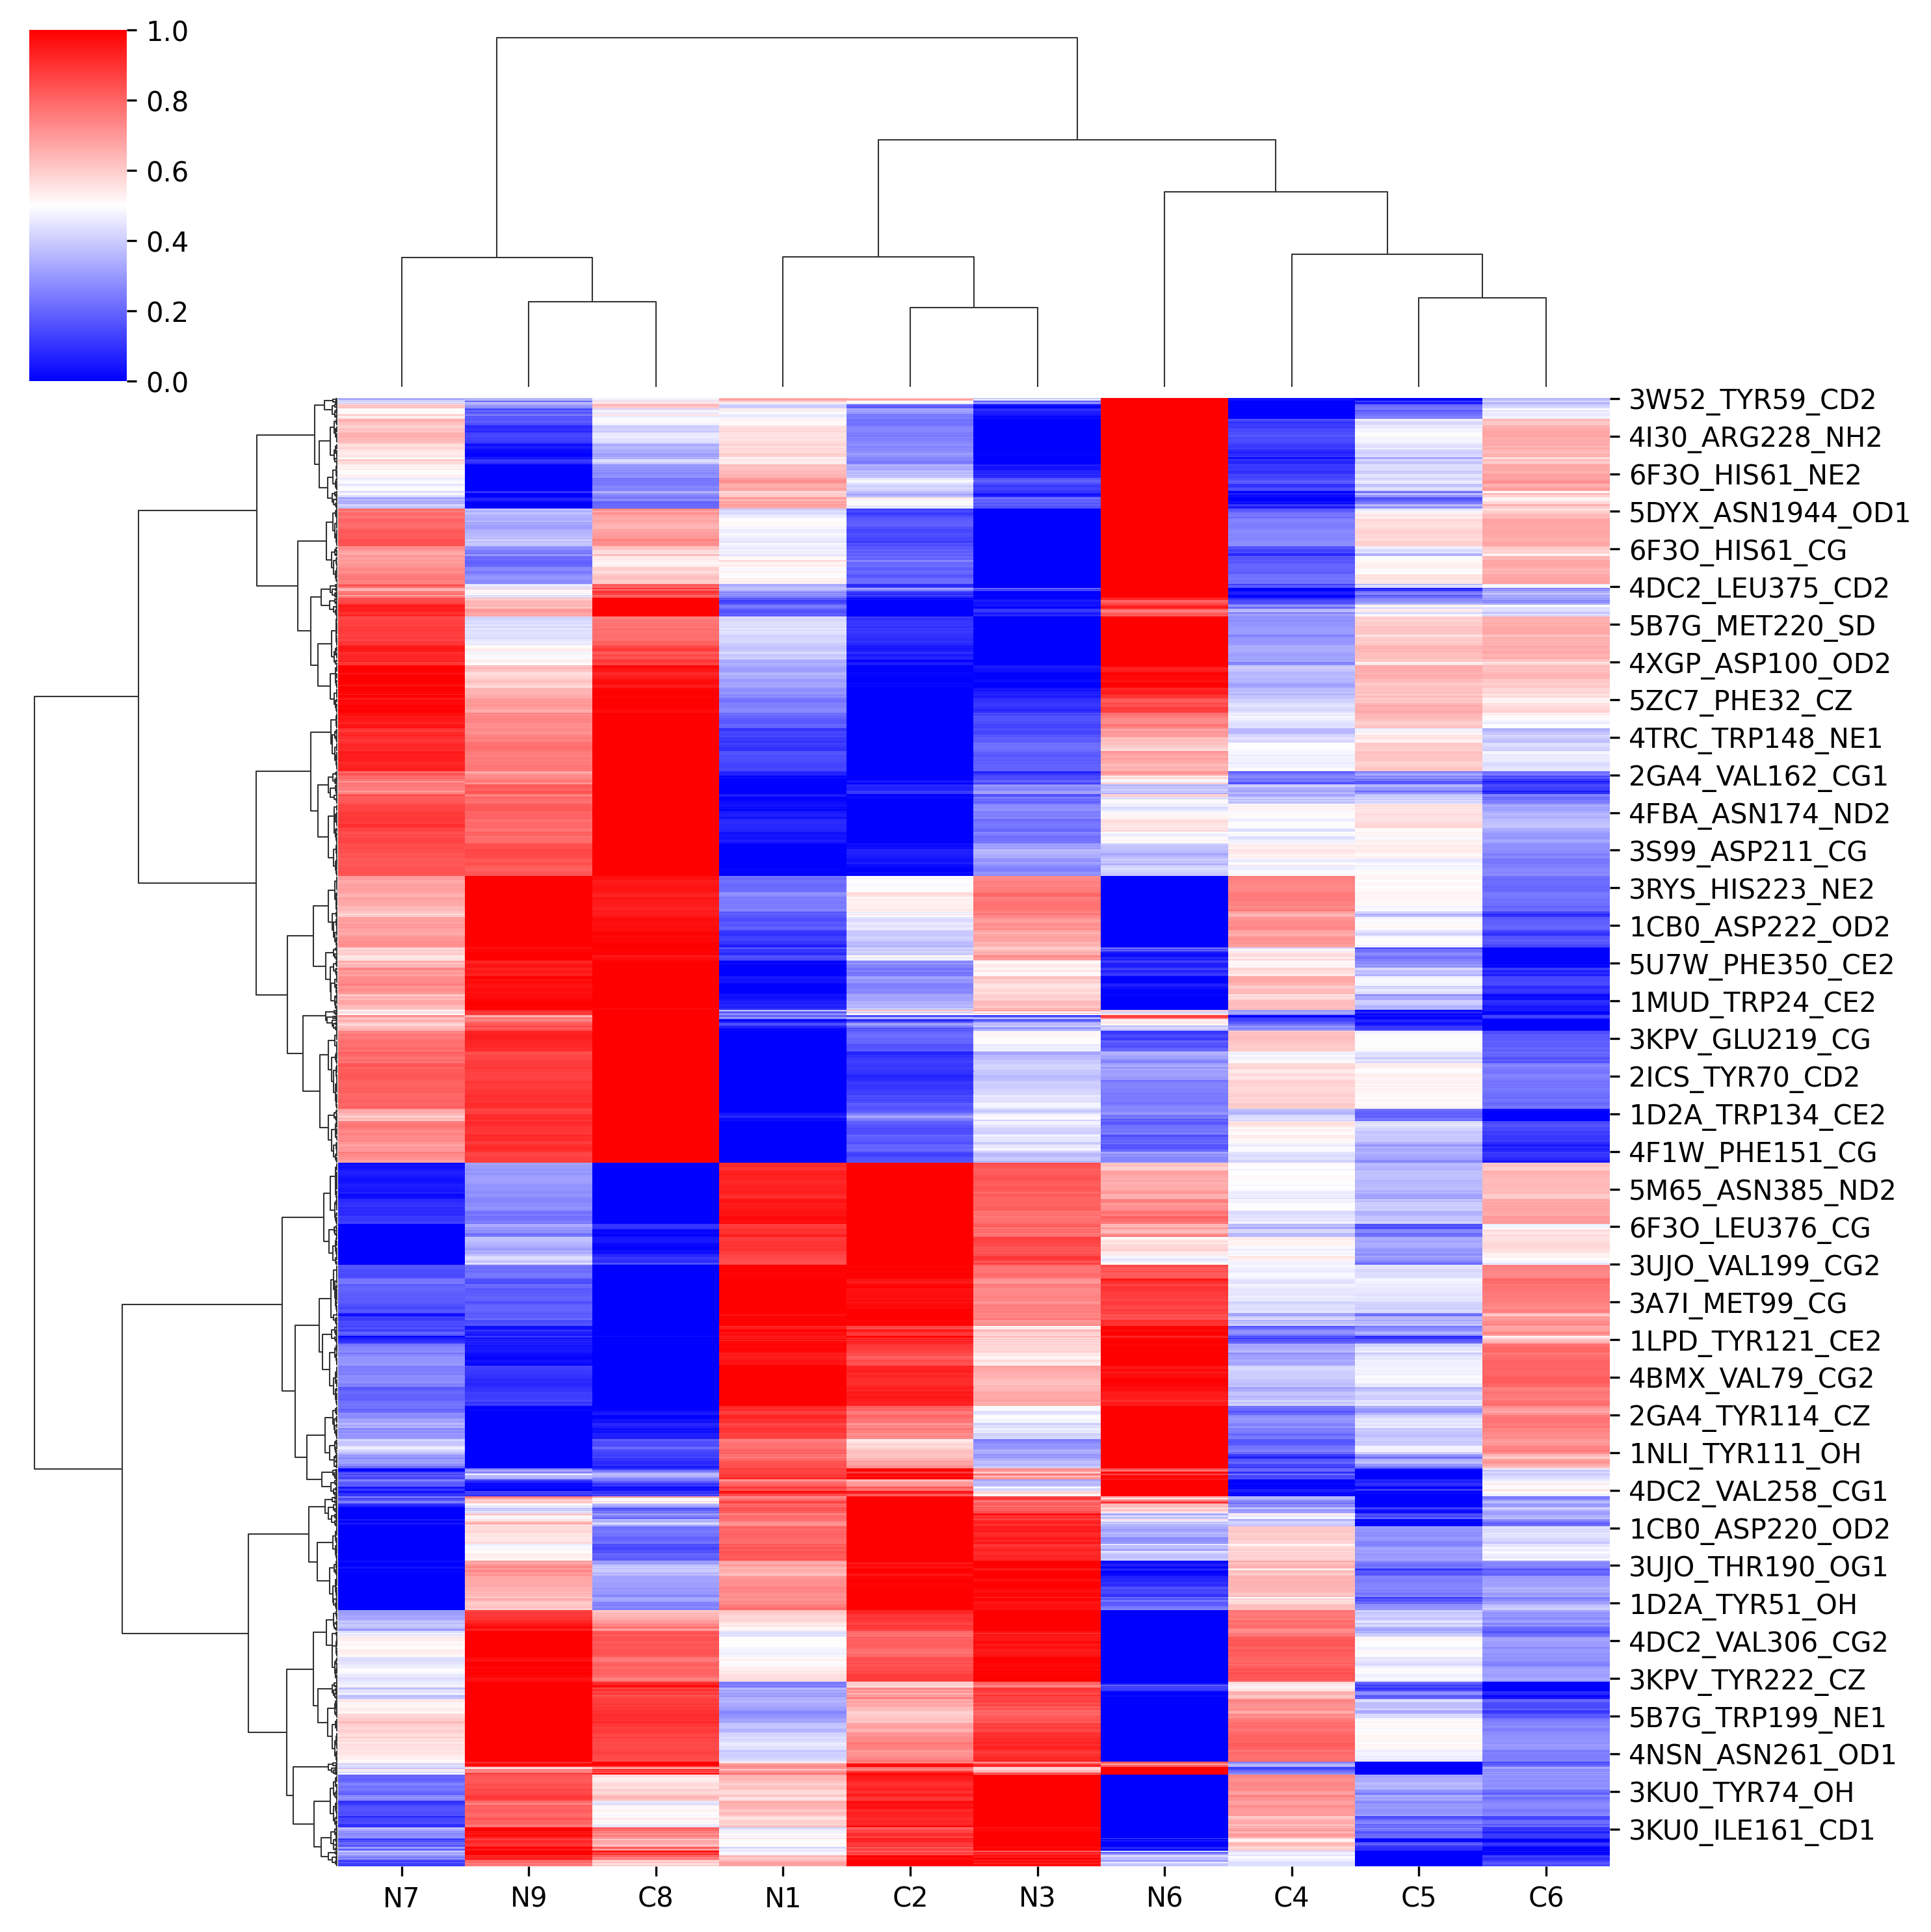 1.0
0.8
0.6
0.4
0.2
0.0
3W52_TYR59_CD2
4I30_ARG228_NH2
6F3O_HIS61_NE2
5DYX_ASN1944_OD1
6F3O_HIS61_CG
4DC2_LEU375_CD2
5B7G_MET220_SD
4XGP_ASP100_OD2
5ZC7_PHE32_CZ
4TRC_TRP148_NE1
2GA4_VAL162_CG1
4FBA_ASN174_ND2
3S99_ASP211_CG
3RYS_HIS223_NE2
1CB0_ASP222_OD2
5U7W_PHE350_CE2
1MUD_TRP24_CE2
3KPV_GLU219_CG
2ICS_TYR70_CD2
1D2A_TRP134_CE2
4F1W_PHE151_CG
5M65_ASN385_ND2
6F3O_LEU376_CG
3UJO_VAL199_CG2
3A7I_MET99_CG
1LPD_TYR121_CE2
4BMX_VAL79_CG2
2GA4_TYR114_CZ
1NLI_TYR111_OH
4DC2_VAL258_CG1
1CB0_ASP220_OD2
3UJO_THR190_OG1
1D2A_TYR51_OH
4DC2_VAL306_CG2
3KPV_TYR222_CZ
5B7G_TRP199_NE1
4NSN_ASN261_OD1
3KU0_TYR74_OH
3KU0_ILE161_CD1
N7 N9 C8 N1 C2 N3 N6 C4 C5 C6